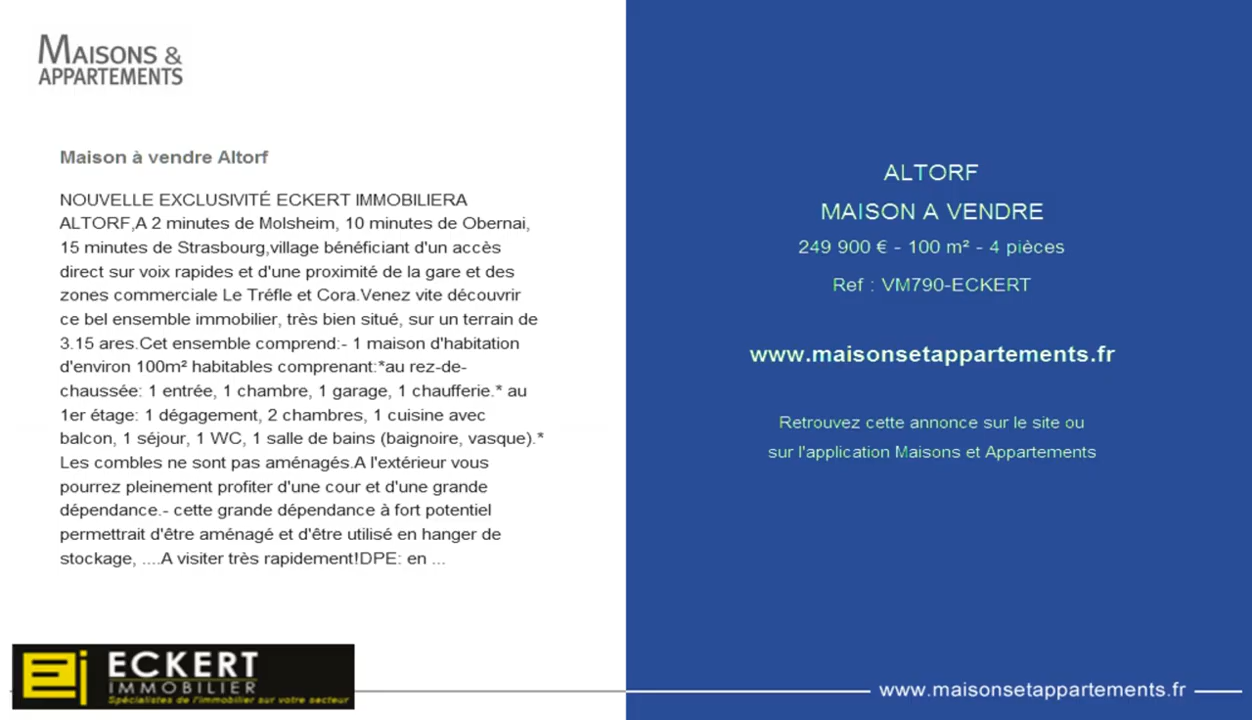 MAISONS &
APPARTEMENTS
Maison à vendre Altorf
NOUVELLE EXCLUSIVITÉ ECKERT IMMOBILIERA
ALTORF,A 2 minutes de Molsheim, 10 minutes de Obernai,
15 minutes de Strasbourg,village bénéficiant d'un accès
direct sur voix rapides et d'une proximité de la gare et des
zones commerciale Le Tréfle et Cora.Venez vite découvrir
ce bel ensemble immobilier, très bien situé, sur un terrain de
3.15 ares.Cet ensemble comprend:- 1 maison d'habitation
d'environ 100m² habitables comprenant:*au rez-de-
chaussée: 1 entrée, 1 chambre, 1 garage, 1 chaufferie.* au
1er étage: 1 dégagement, 2 chambres, 1 cuisine avec
balcon, 1 séjour, 1 WC, 1 salle de bains (baignoire, vasque).*
Les combles ne sont pas aménagés.A l'extérieur vous
pourrez pleinement profiter d'une cour et d'une grande
dépendance.- cette grande dépendance à fort potentiel
permettrait d'être aménagé et d'être utilisé en hanger de
stockage, ....A visiter très rapidement!DPE: en ...
ECKERT
IMMOBILIER
Spécialistes de l'immobilier sur votre secteur
ALTORF
MAISON A VENDRE
249 900 € - 100 m² - 4 pièces
Ref : VM790-ECKERT
www.maisonsetappartements.fr
Retrouvez cette annonce sur le site ou
sur l'application Maisons et Appartements
www.maisonsetappartements.fr